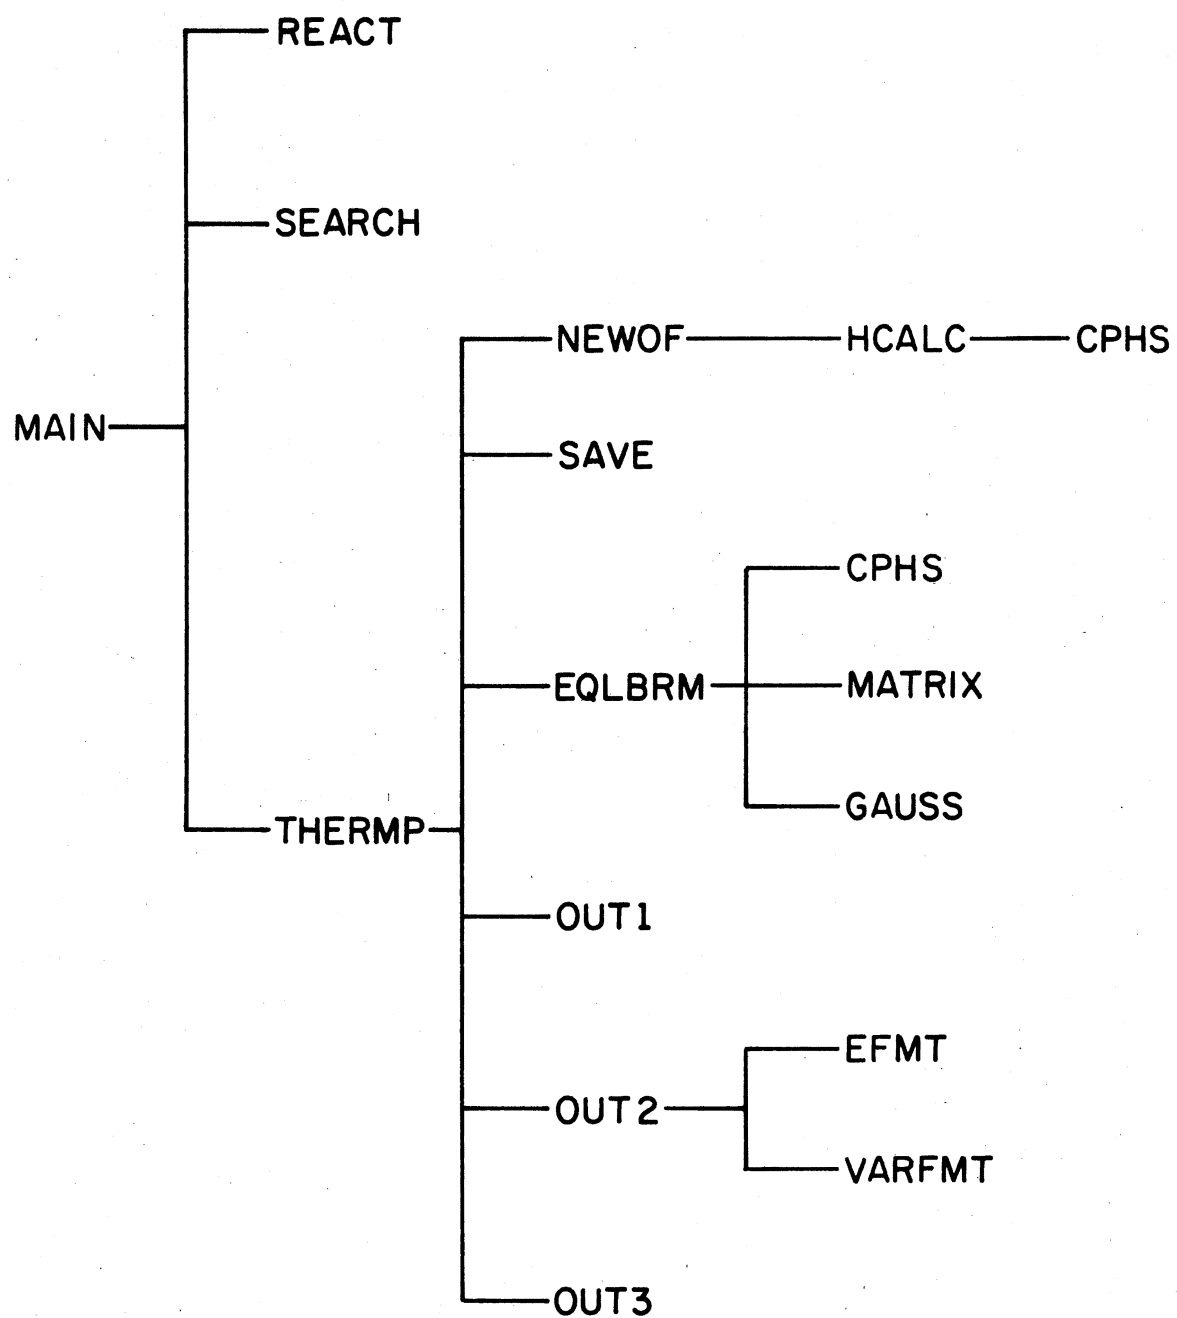 REACT
SEARCH
NEWOF HCALC CPHS
MAIN
SAVE
CPHS
EQLBRM MATRIX
GAUSS
THERMP
OUT1
EFMT
OUT2
VARFMT
OUT3